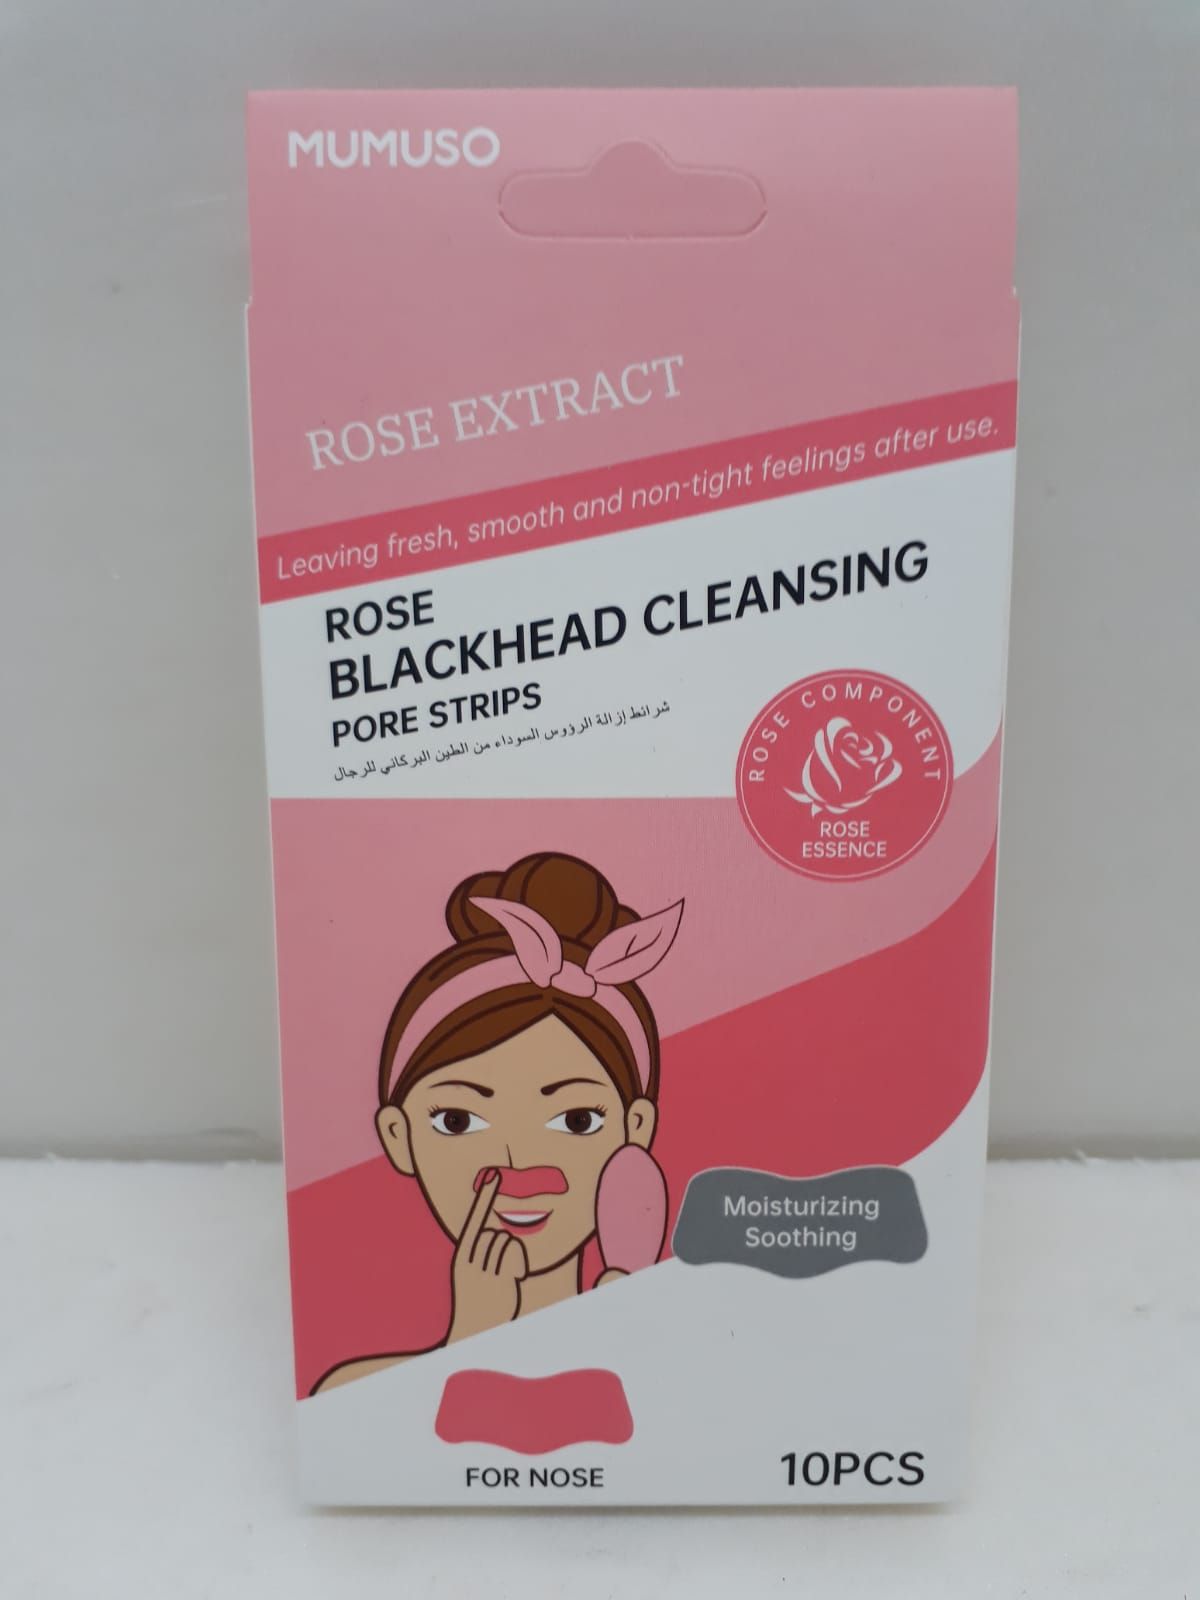 MUMUSO
ROSE EXTRACT
Leaving fresh, smooth and non-tight feelings after use.
ROSE
BLACKHEAD CLEANSING
PORE STRIPS
شرائط إزالة الرؤوس السوداء من الطين البركاني للرجال
ROSE COMPONENT
ROSE
ESSENCE
Moisturizing
Soothing
FOR NOSE
10PCS